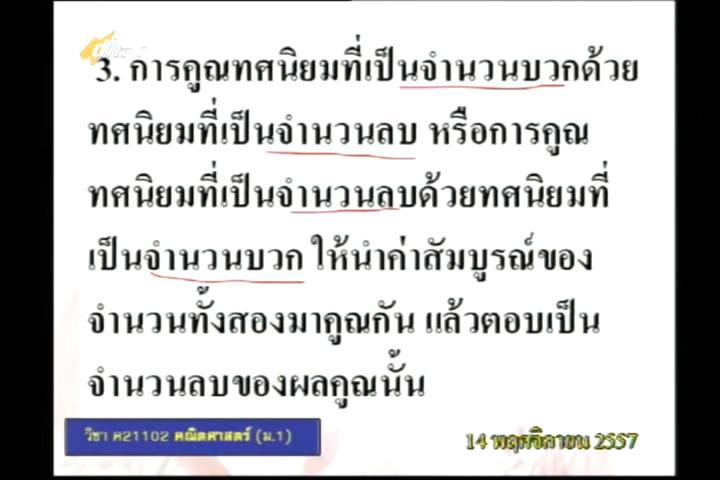 3. การคูณทศนิยมที่เป็นจำนวนบวกด้วย
ทศนิยมที่เป็นจำนวนลบ หรือการคูณ
ทศนิยมที่เป็นจำนวนลบด้วยทศนิยมที่
เป็นจำนวนบวก ให้นำค่าสัมบูรณ์ของ
จำนวนทั้งสองมาคูณกัน แล้วตอบเป็น
จำนวนลบของผลคูณนั้น
วิชา ค21102 คณิตศาสตร์ (ม.1)
14 พฤศจิกายน 2557